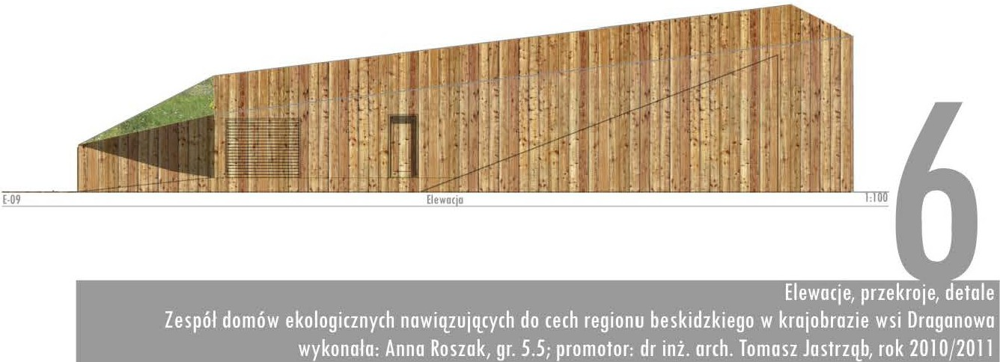 E-09 Elewacja 1:100
6
Elewacje, przekroje, detale
Zespół domów ekologicznych nawiązujących do cech regionu beskidzkiego w krajobrazie wsi Draganowa
wykonała: Anna Roszak, gr. 5.5; promotor: dr inż. arch. Tomasz Jastrząb, rok 2010/2011